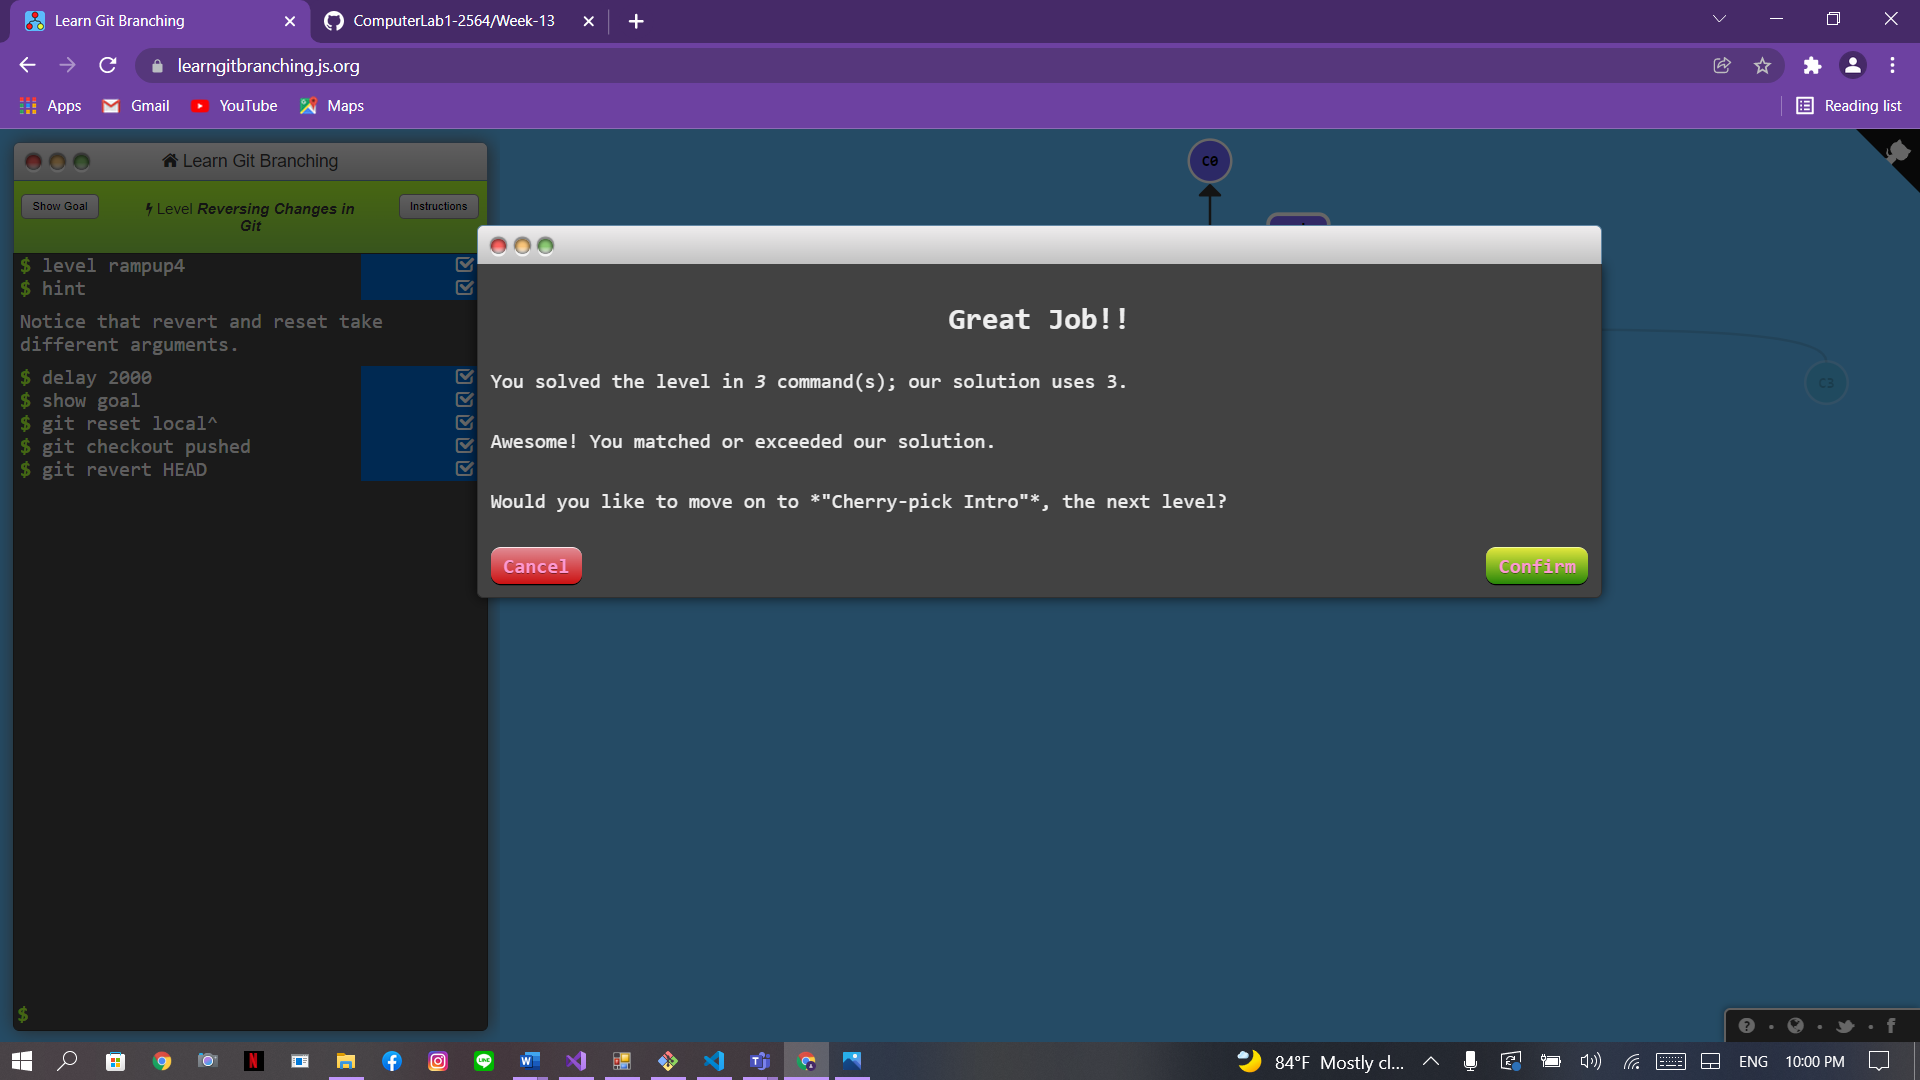 Learn Git Branching
ComputerLab1-2564/Week-13
learngitbranching.js.org
Apps
Gmail
YouTube
Maps
Reading list
Learn Git Branching
Show Goal
Level Reversing Changes in
Git
Instructions
$ level rampup4
$ hint
Notice that revert and reset take
different arguments.
$ delay 2000
$ show goal
$ git reset local^
$ git checkout pushed
$ git revert HEAD
$
C0
C3
Great Job!!
You solved the level in 3 command(s); our solution uses 3.
Awesome! You matched or exceeded our solution.
Would you like to move on to *"Cherry-pick Intro"*, the next level?
Cancel
Confirm
84°F Mostly cl...
ENG
10:00 PM